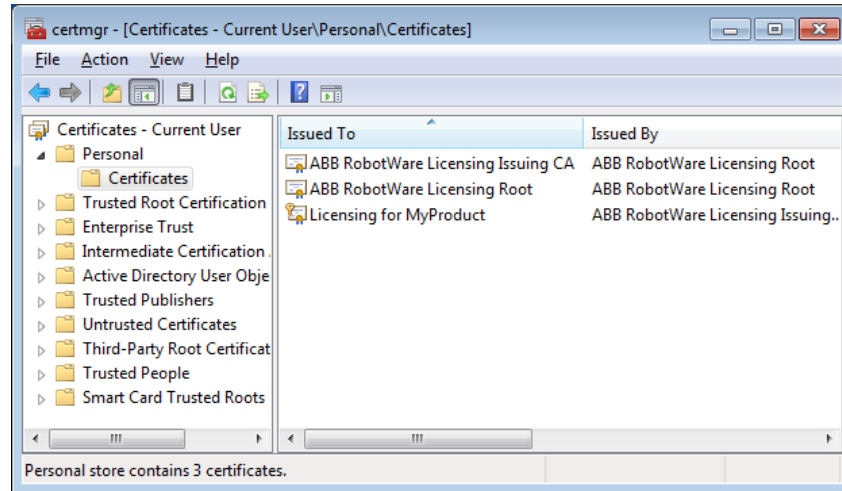 certmgr - [Certificates - Current User\Personal\Certificates]
File Action View Help
Certificates - Current User
Personal
Certificates
Trusted Root Certification
Enterprise Trust
Intermediate Certification
Active Directory User Obje
Trusted Publishers
Untrusted Certificates
Third-Party Root Certificat
Trusted People
Smart Card Trusted Roots
Issued To Issued By
ABB RobotWare Licensing Issuing CA ABB RobotWare Licensing Root
ABB RobotWare Licensing Root ABB RobotWare Licensing Root
Licensing for MyProduct ABB RobotWare Licensing Issuing...
Personal store contains 3 certificates.